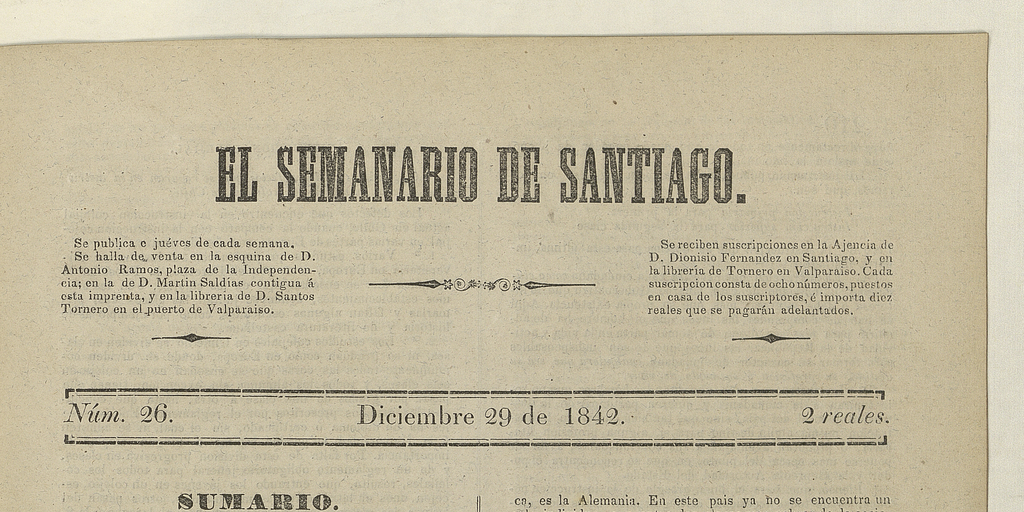 EL SEMANARIO DE SANTIAGO.
Se publica e juéves de cada semana.
Se halla de venta en la esquina de D.
Antonio Ramos, plaza de la Independen-
cia; en la de D. Martin Saldías contigua á
esta imprenta, y en la librería de D. Santos
Tornero en el puerto de Valparaiso.
Se reciben suscripciones en la Ajencia de
D. Dionisio Fernandez en Santiago, y en
la librería de Tornero en Valparaiso. Cada
suscripcion consta de ocho números, puestos
en casa de los suscriptores, é importa diez
reales que se pagarán adelantados.
Núm. 26. Diciembre 29 de 1842. 2 reales.
SUMARIO.
ca, es la Alemania. En este pais ya no se encuentra un